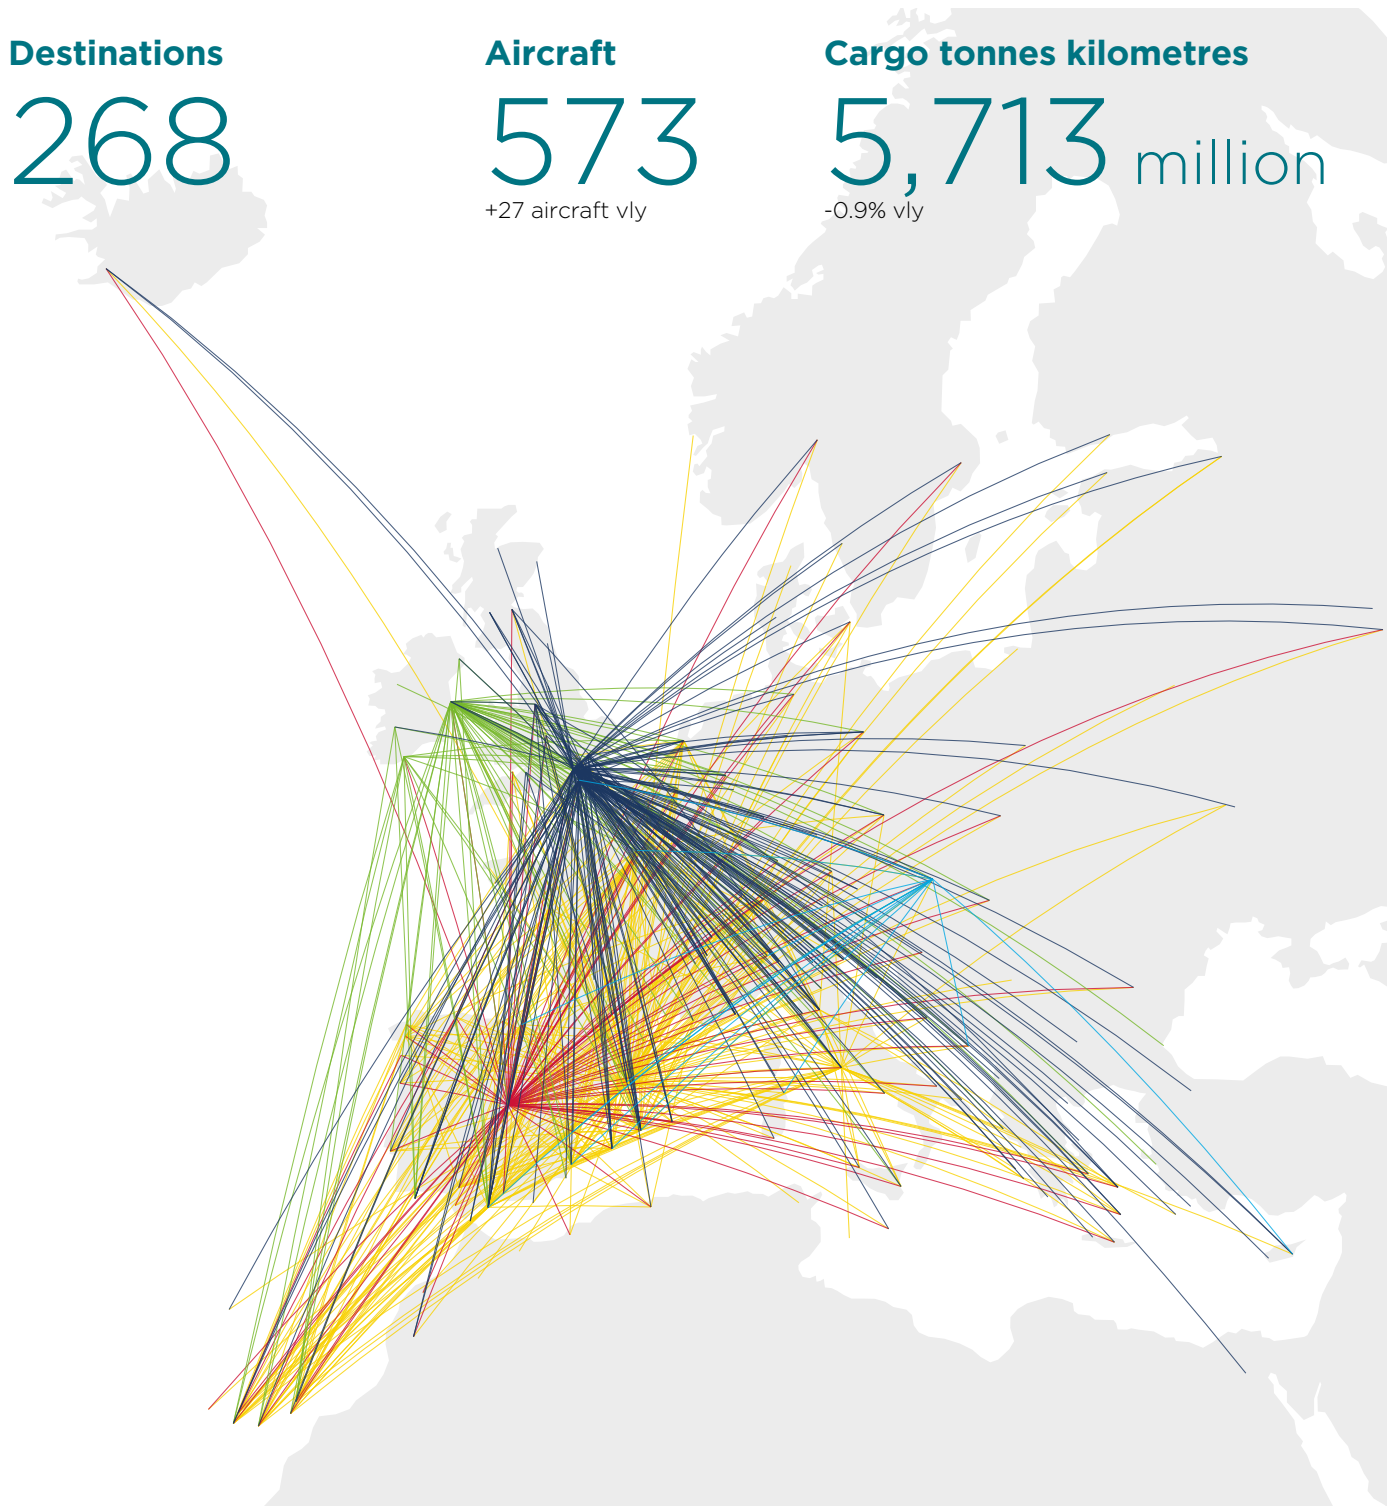 Destinations
268
Aircraft
573
+27 aircraft vly
Cargo tonnes kilometres
5,713 million
-0.9% vly